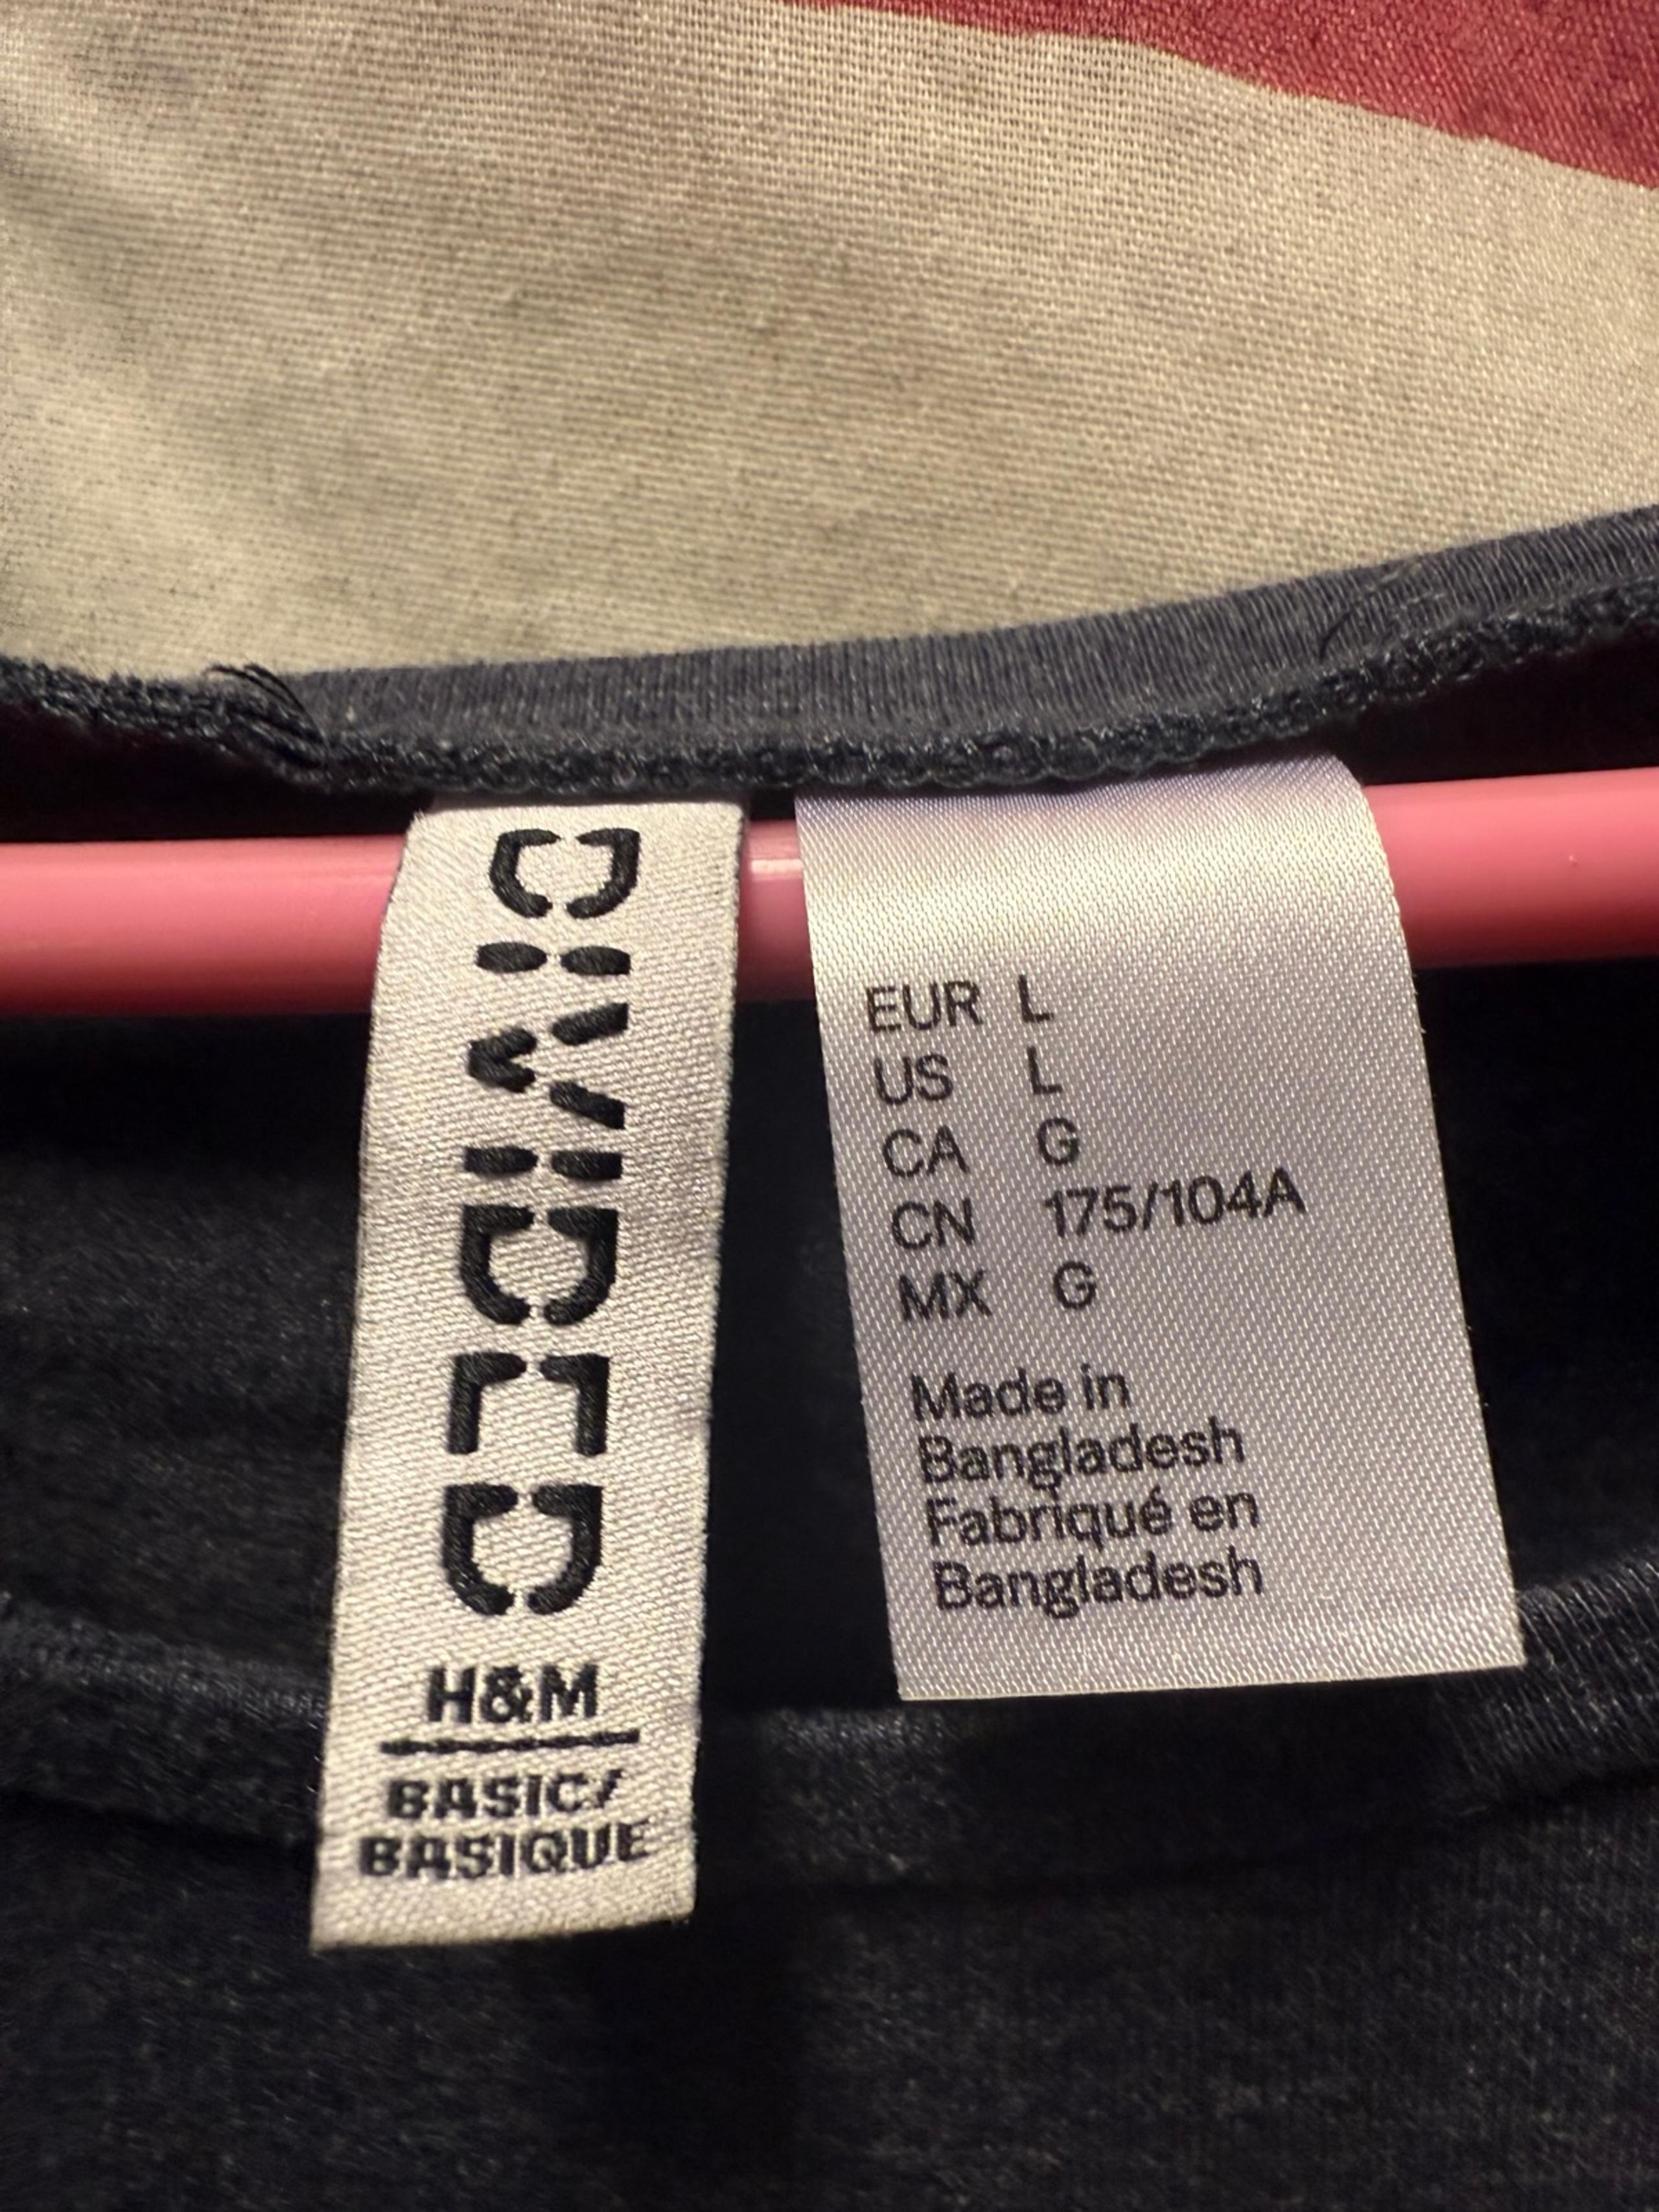 DIVIDED
H&M
BASIC/
BASIQUE
EUR L
US L
CA G
CN 175/104A
MX G
Made in
Bangladesh
Fabriqué en
Bangladesh